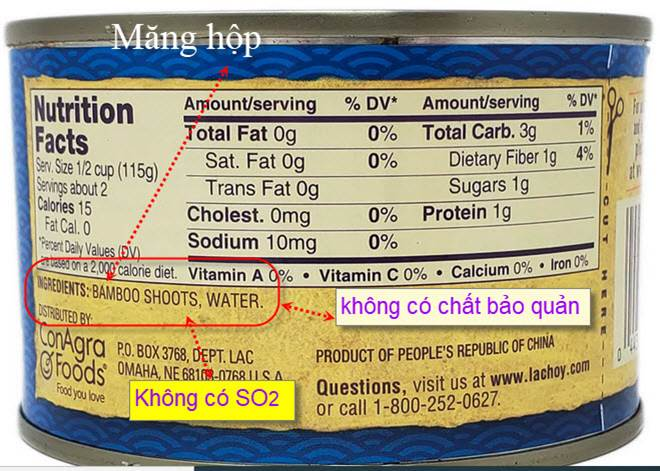 Măng hộp
Nutrition
Facts
Serv. Size 1/2 cup (115g)
Servings about 2
Calories 15
Fat Cal. 0
*Percent Daily Values (DV)
are based on a 2,000 calorie diet.
Amount/serving % DV* Amount/serving % DV*
Total Fat 0g 0% Total Carb. 3g 1%
Sat. Fat 0g 0% Dietary Fiber 1g 4%
Trans Fat 0g Sugars 1g
Cholest. 0mg 0% Protein 1g
Sodium 10mg 0%
Vitamin A 0% • Vitamin C 0% • Calcium 0% • Iron 0%
INGREDIENTS: BAMBOO SHOOTS, WATER.
không có chất bảo quản
DISTRIBUTED BY:
ConAgra
Foods®
Food you love
P.O. BOX 3768, DEPT. LAC
OMAHA, NE 68103-0768 U.S.A.
Không có SO2
PRODUCT OF PEOPLE'S REPUBLIC OF CHINA
Questions, visit us at www.lachoy.com
or call 1-800-252-0627.
CUT HERE